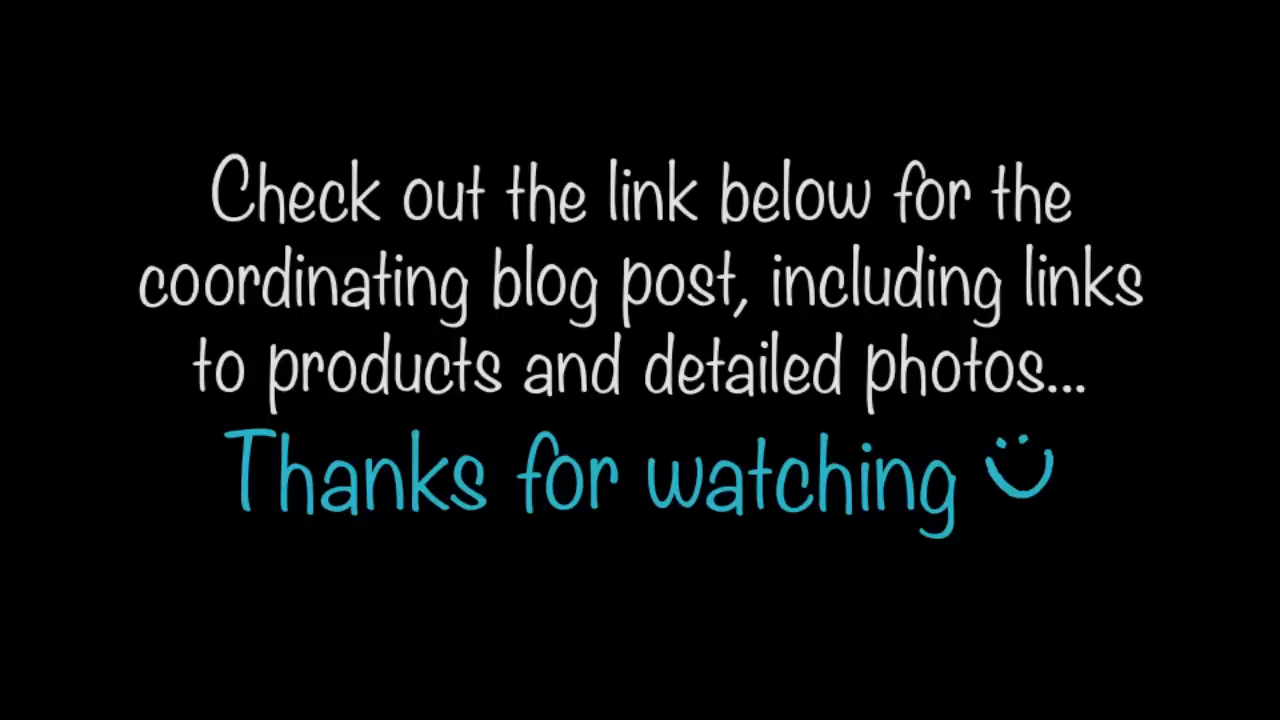 Check out the link below for the
coordinating blog post, including links
to products and detailed photos...
Thanks for watching ☺